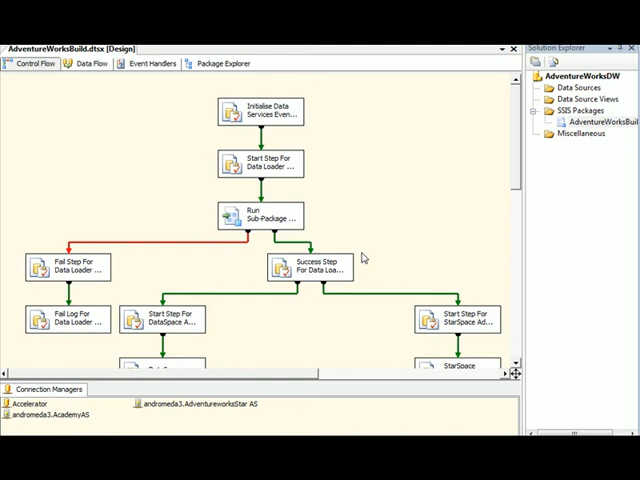 AdventureWorksBuild.dtsx [Design]
Solution Explorer
Control Flow
Data Flow
Event Handlers
Package Explorer
AdventureWorksDW
Data Sources
Data Source Views
SSIS Packages
AdventureWorksBuil
Miscellaneous
Initialise Data
Services Even...
Start Step For
Data Loader ...
Run
Sub-Package ...
Fail Step For
Data Loader ...
Success Step
For Data Loa...
Fail Log For
Data Loader ...
Start Step For
DataSpace A...
Start Step For
StarSpace Ad...
StarSpace
Connection Managers
Accelerator
andromeda3.AdventureworksStar AS
andromeda3.AcademyAS